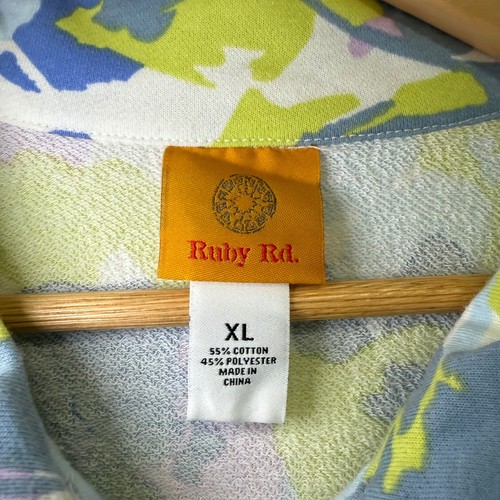 Ruby Rd.
XL
55% COTTON
45% POLYESTER
MADE IN
CHINA